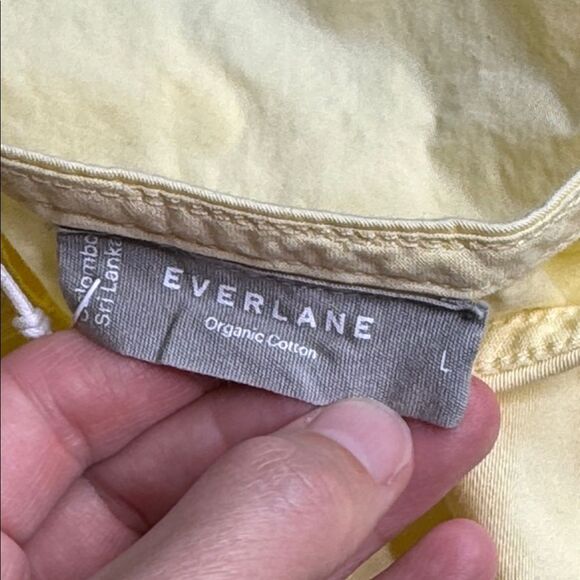 EVERLANE
Organic Cotton
L
Sri Lanka